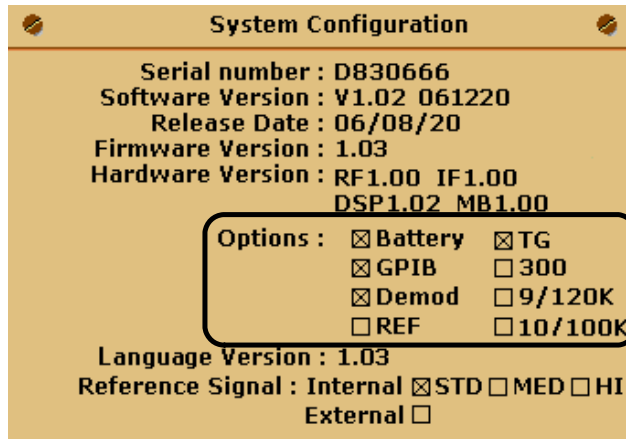 System Configuration
Serial number : D830666
Software Version : V1.02 061220
Release Date : 06/08/20
Firmware Version : 1.03
Hardware Version : RF1.00 IF1.00
DSP1.02 MB1.00
Options : ☒ Battery ☒ TG
☒ GPIB ☐ 300
☒ Demod ☐ 9/120K
☐ REF ☐ 10/100K
Language Version : 1.03
Reference Signal : Internal ☒ STD ☐ MED ☐ HI
External ☐